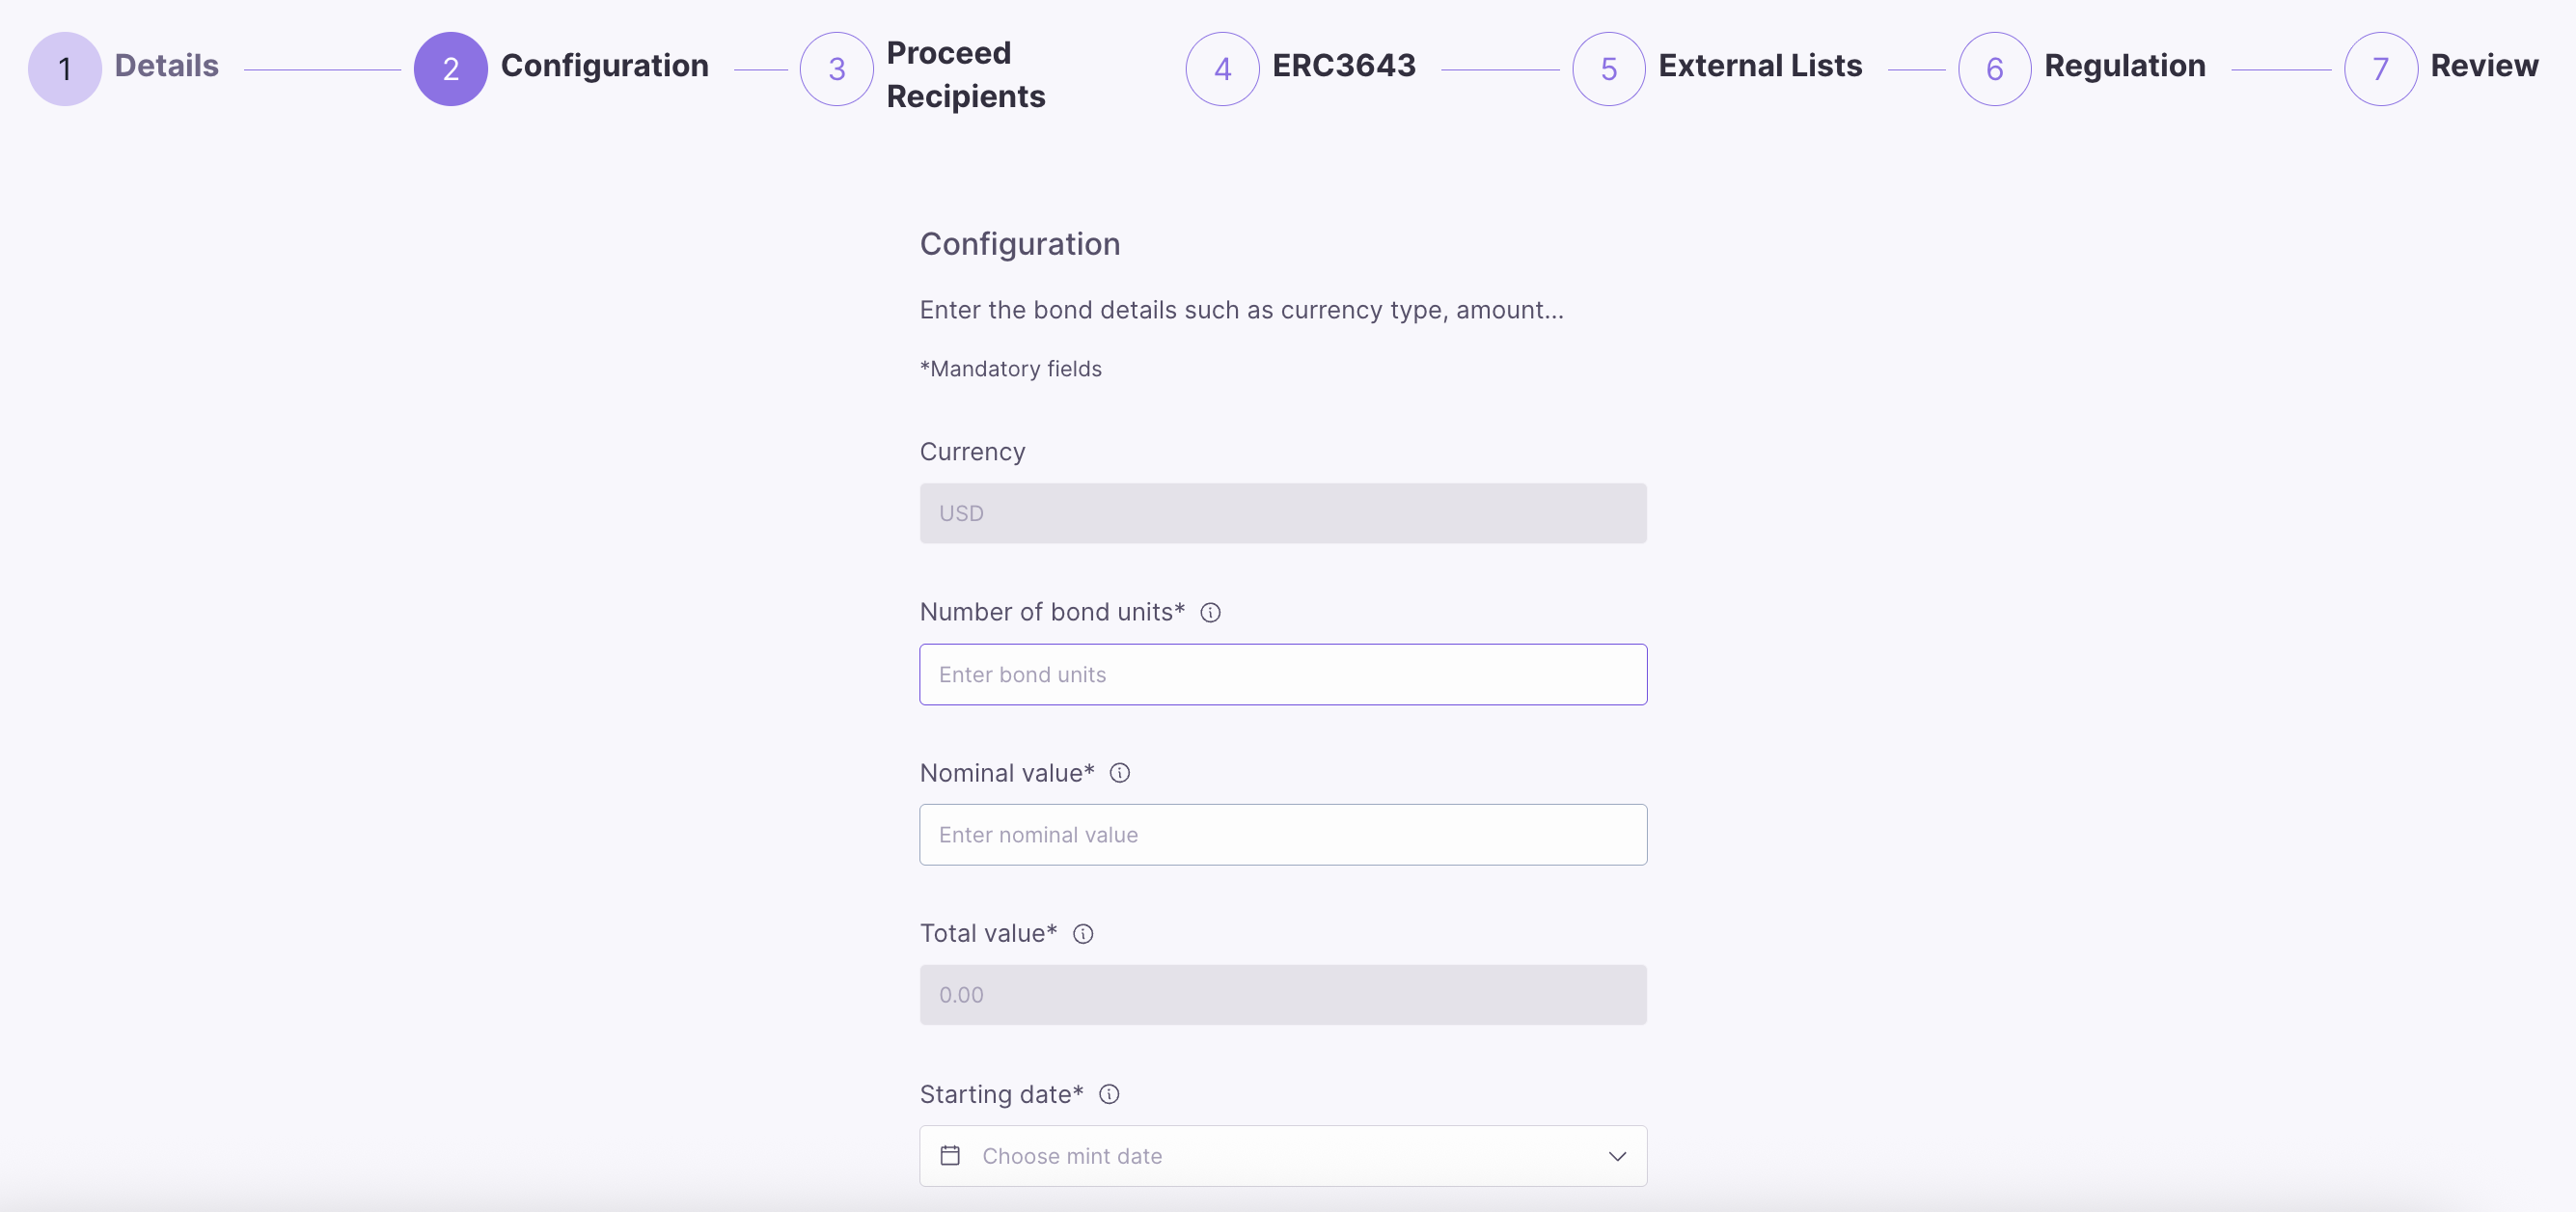 1 Details
2 Configuration
3 Proceed
Recipients
4 ERC3643
5 External Lists
6 Regulation
7 Review
Configuration
Enter the bond details such as currency type, amount...
*Mandatory fields
Currency
USD
Number of bond units*
Enter bond units
Nominal value*
Enter nominal value
Total value*
0.00
Starting date*
Choose mint date